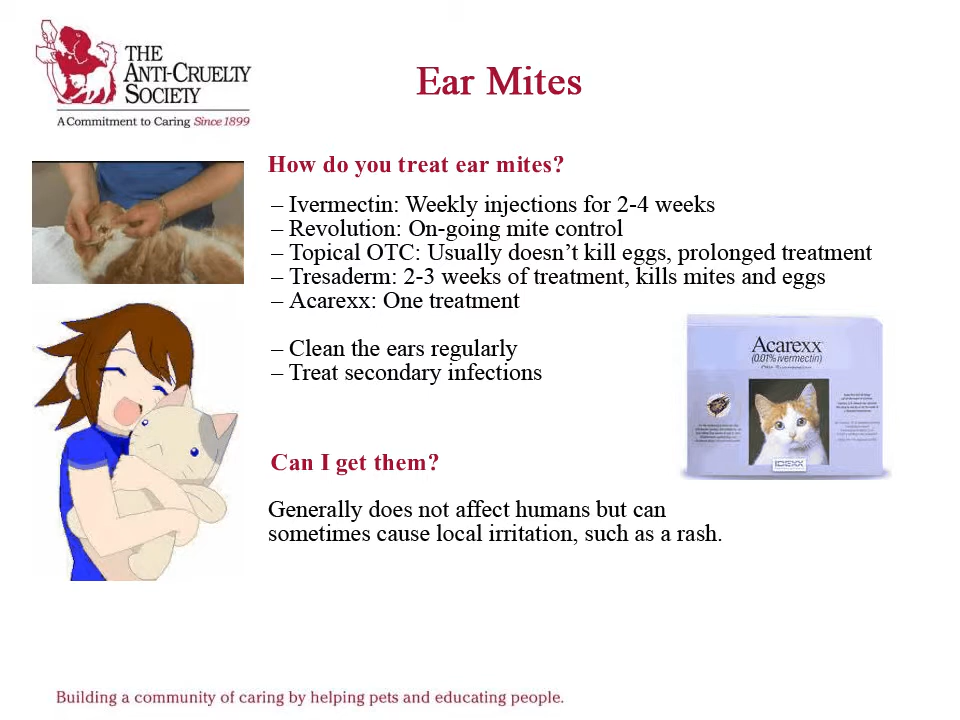 THE
ANTI-CRUELTY
SOCIETY
A Commitment to Caring Since 1899
Ear Mites
How do you treat ear mites?
– Ivermectin: Weekly injections for 2-4 weeks
– Revolution: On-going mite control
– Topical OTC: Usually doesn’t kill eggs, prolonged treatment
– Tresaderm: 2-3 weeks of treatment, kills mites and eggs
– Acarexx: One treatment
– Clean the ears regularly
– Treat secondary infections
Acarexx
(0.01% ivermectin)
IDEXX
Can I get them?
Generally does not affect humans but can
sometimes cause local irritation, such as a rash.
Building a community of caring by helping pets and educating people.